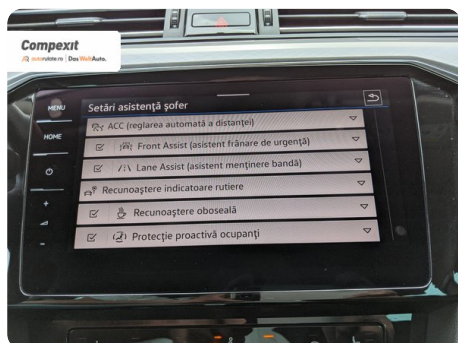 Compexit
autorulate.ro | Das WeltAuto.
MENU
HOME
Setări asistență șofer
ACC (reglarea automată a distanței)
Front Assist (asistent frânare de urgență)
Lane Assist (asistent menținere bandă)
Recunoaștere indicatoare rutiere
Recunoaștere oboseală
Protecție proactivă ocupanți